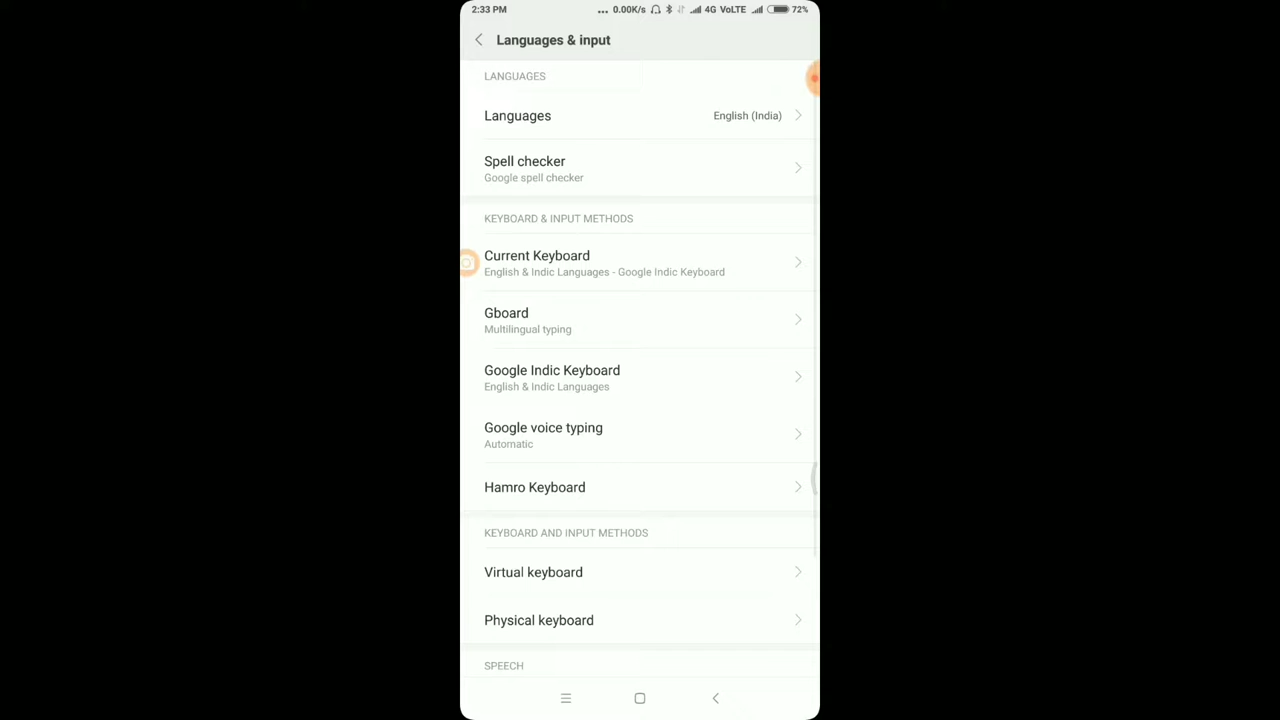 2:33 PM ... 0.00K/s 4G VoLTE 72%
Languages & input
LANGUAGES
Languages English (India)
Spell checker
Google spell checker
KEYBOARD & INPUT METHODS
Current Keyboard
English & Indic Languages - Google Indic Keyboard
Gboard
Multilingual typing
Google Indic Keyboard
English & Indic Languages
Google voice typing
Automatic
Hamro Keyboard
KEYBOARD AND INPUT METHODS
Virtual keyboard
Physical keyboard
SPEECH